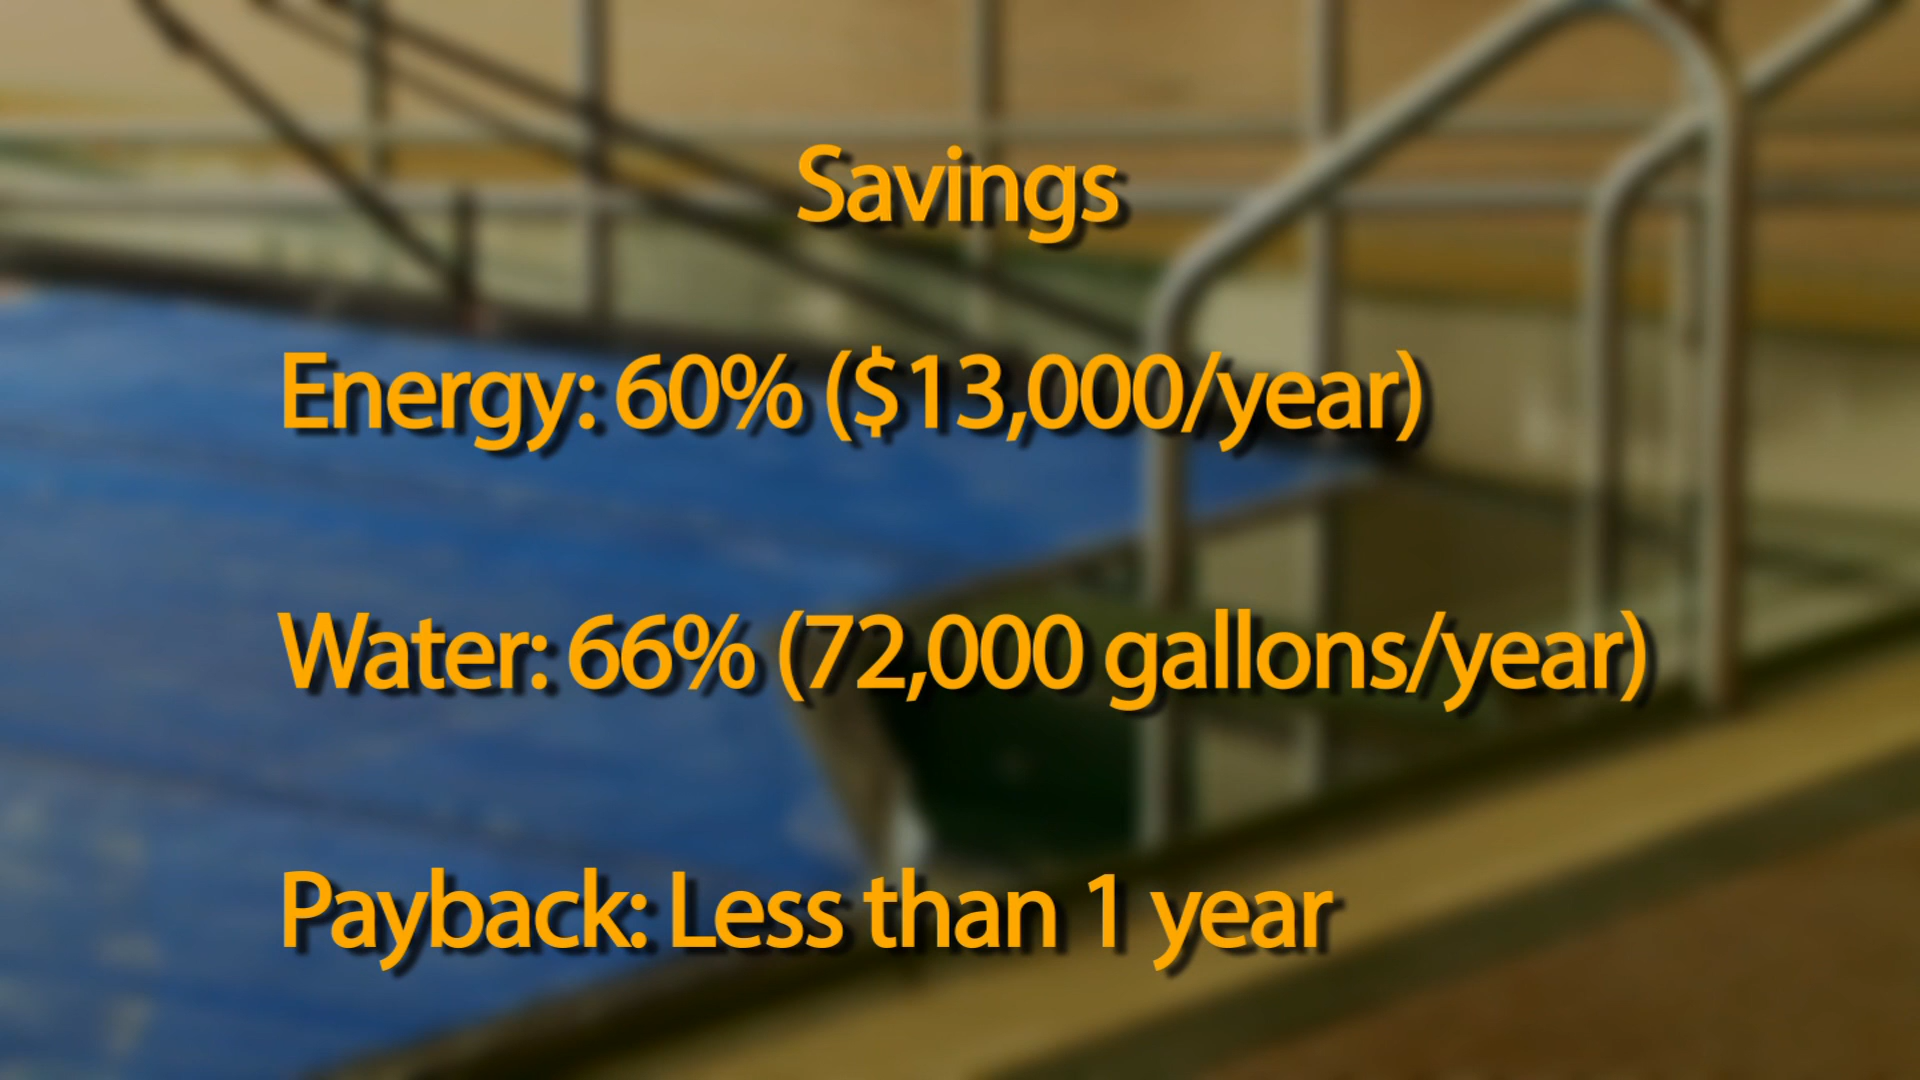 Savings
Energy: 60% ($13,000/year)
Water: 66% (72,000 gallons/year)
Payback: Less than 1 year